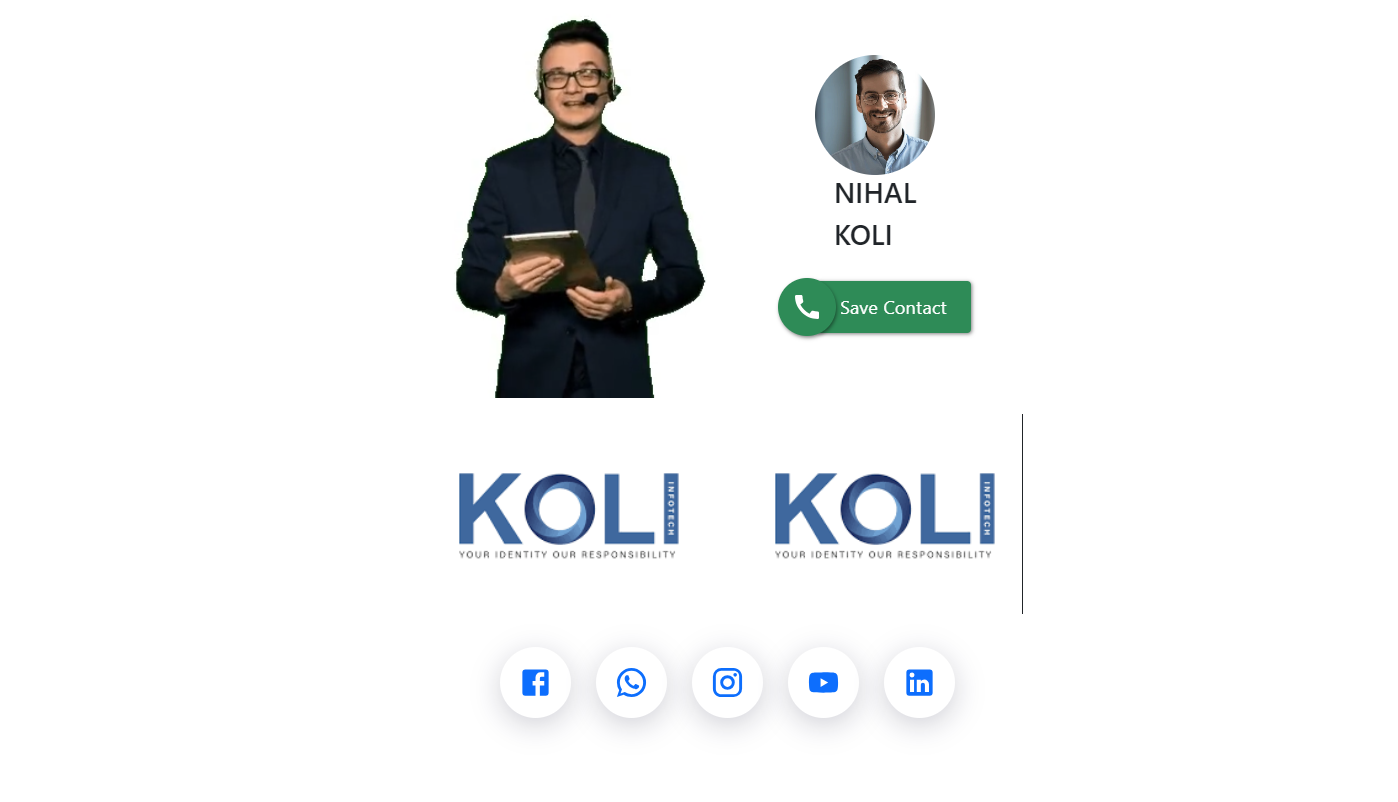 NIHAL
KOLI
Save Contact
KOLI INFOTECH
YOUR IDENTITY OUR RESPONSIBILITY
KOLI INFOTECH
YOUR IDENTITY OUR RESPONSIBILITY